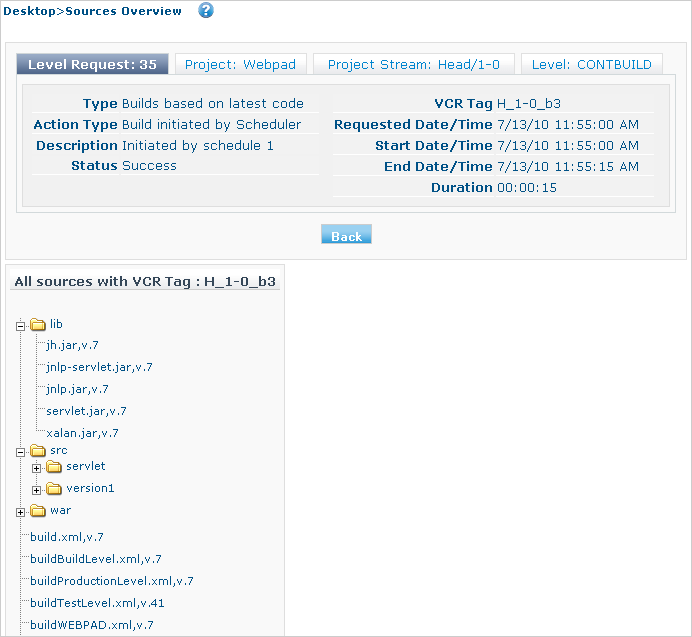 Desktop>Sources Overview ?
Level Request: 35 Project: Webpad Project Stream: Head/1-0 Level: CONTBUILD
Type Builds based on latest code
Action Type Build initiated by Scheduler
Description Initiated by schedule 1
Status Success
VCR Tag H_1-0_b3
Requested Date/Time 7/13/10 11:55:00 AM
Start Date/Time 7/13/10 11:55:00 AM
End Date/Time 7/13/10 11:55:15 AM
Duration 00:00:15
Back
All sources with VCR Tag : H_1-0_b3
lib
jh.jar,v.7
jnlp-servlet.jar,v.7
jnlp.jar,v.7
servlet.jar,v.7
xalan.jar,v.7
src
servlet
version1
war
build.xml,v.7
buildBuildLevel.xml,v.7
buildProductionLevel.xml,v.7
buildTestLevel.xml,v.41
buildWEBPAD.xml,v.7